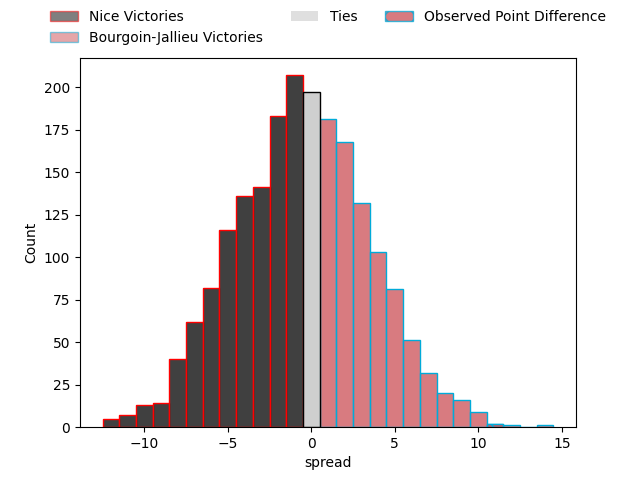 Nice Victories
Ties
Observed Point Difference
Bourgoin-Jallieu Victories
200
175
150
125
100
75
50
25
0
Count
−10
−5
0
5
10
15
spread